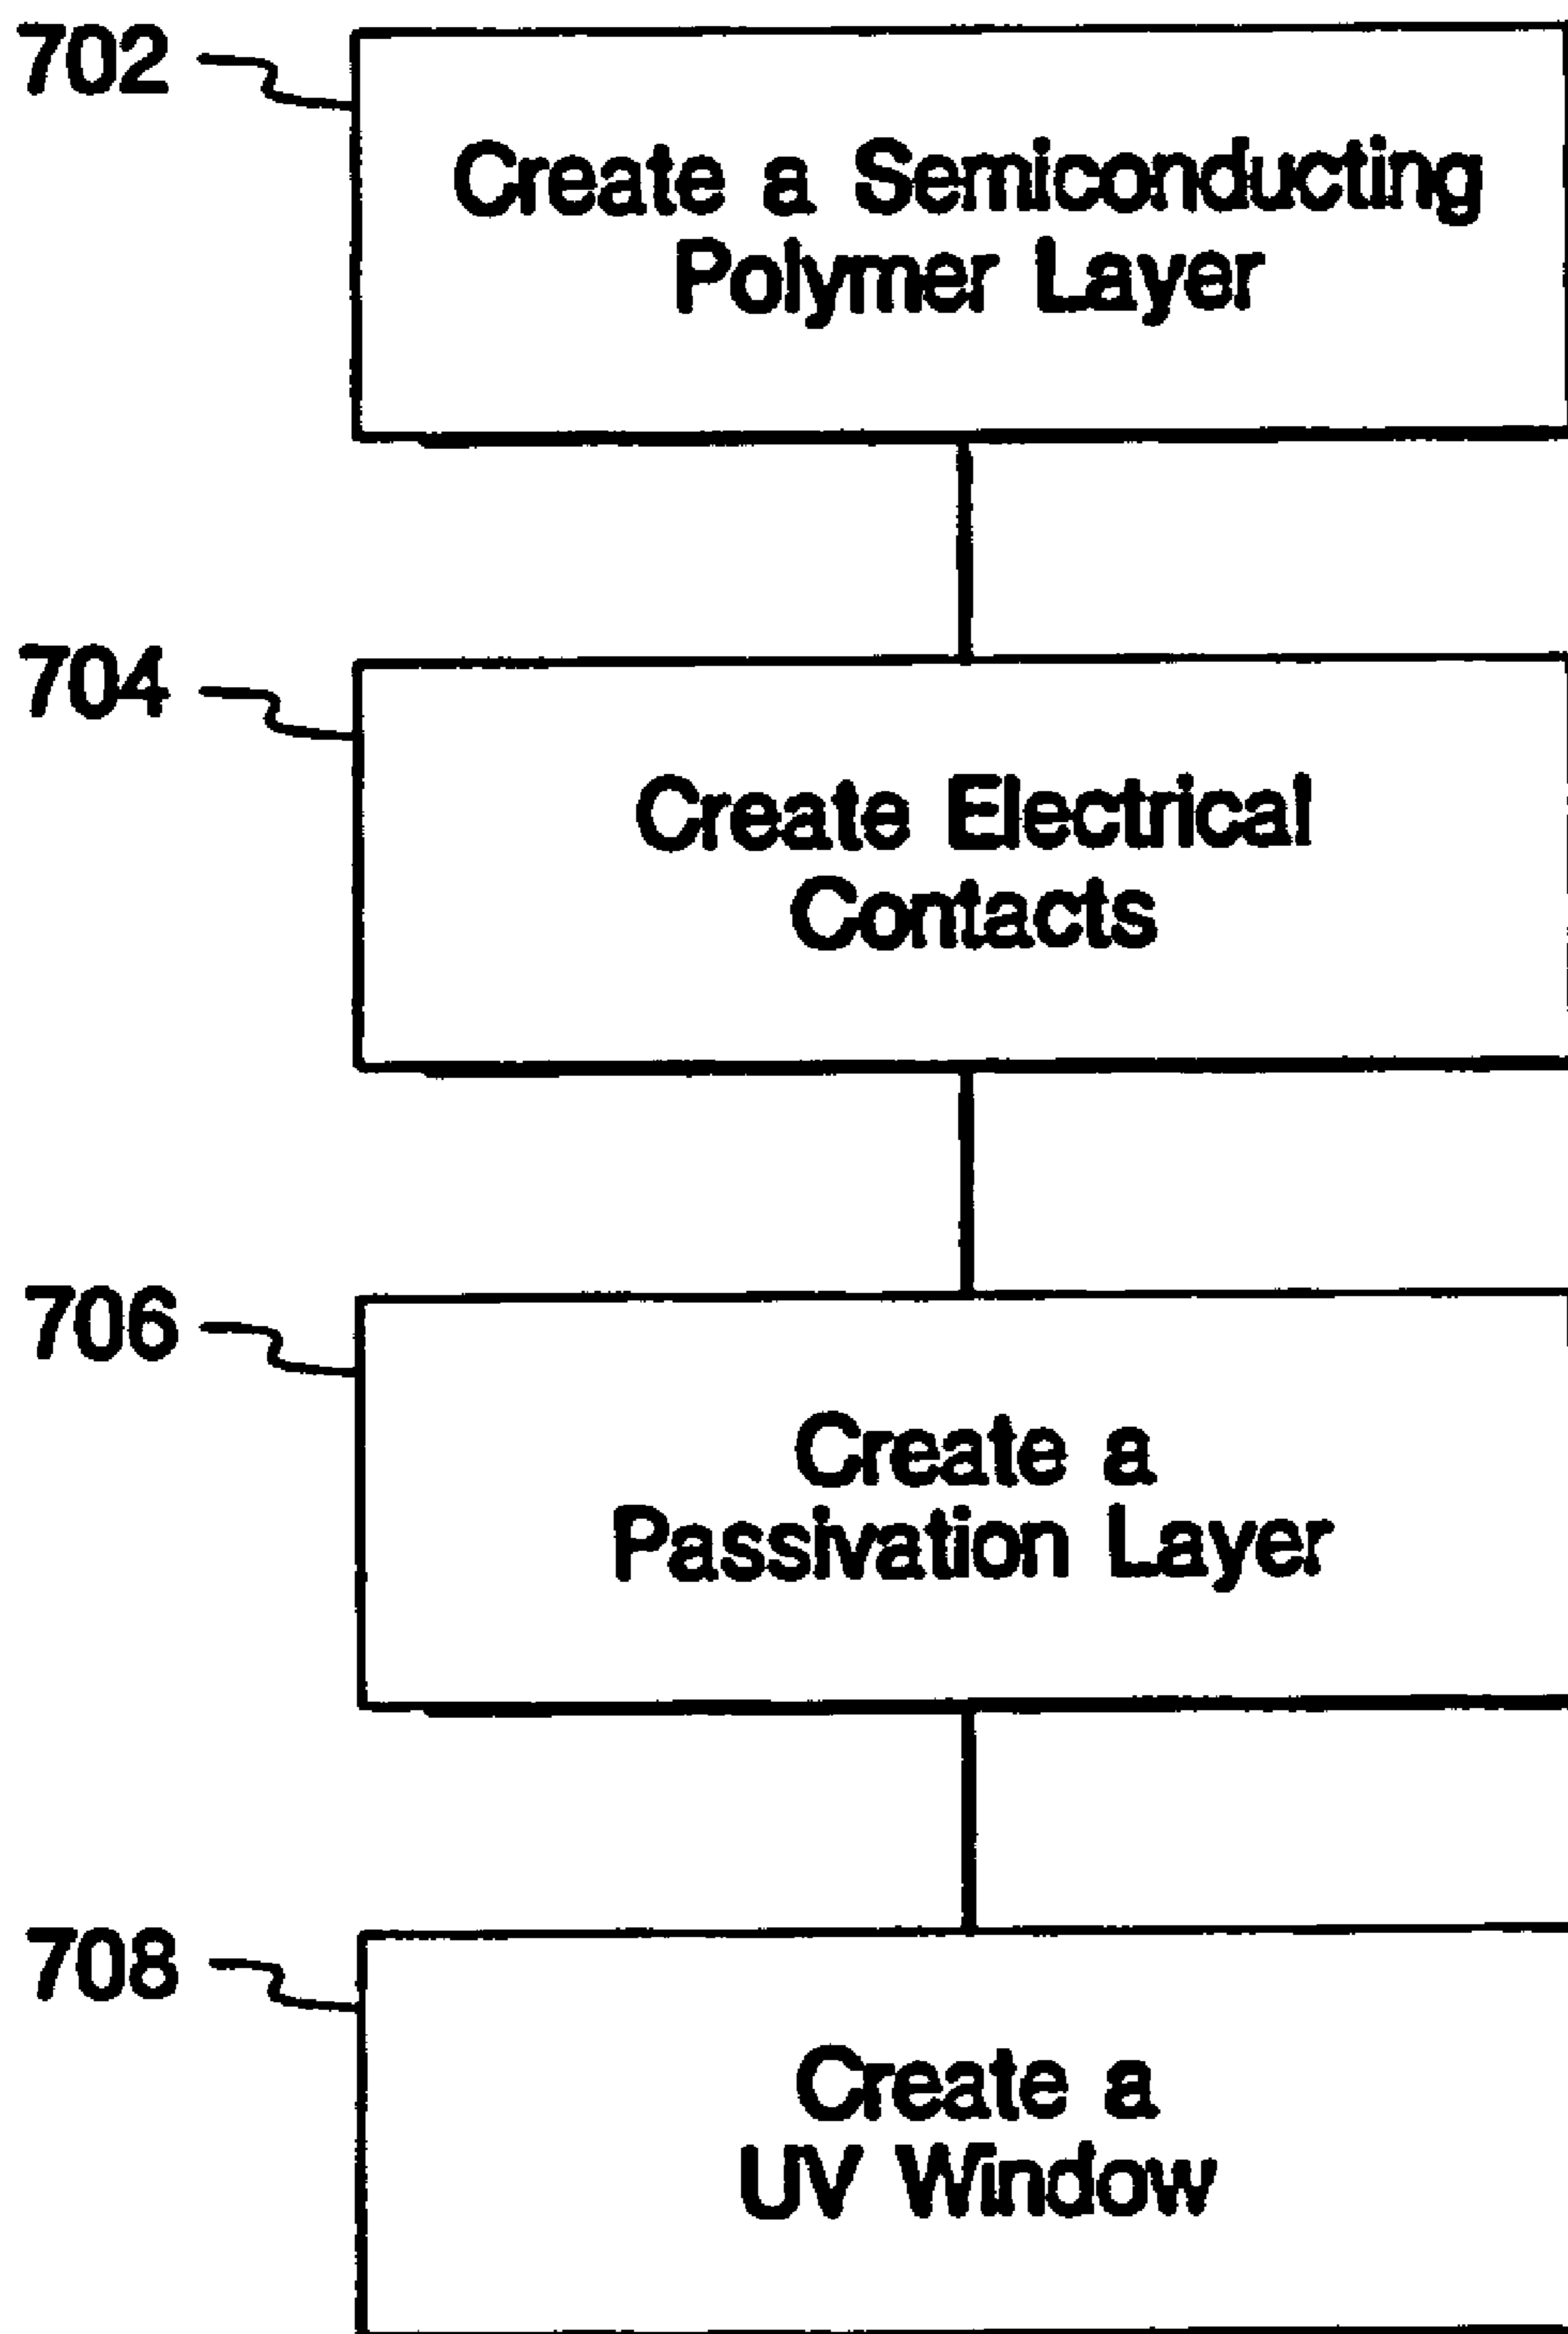 702
Create a Semiconducting
Polymer Layer
704
Create Electrical
Contacts
706
Create a
Passivation Layer
708
Create a
UV Window